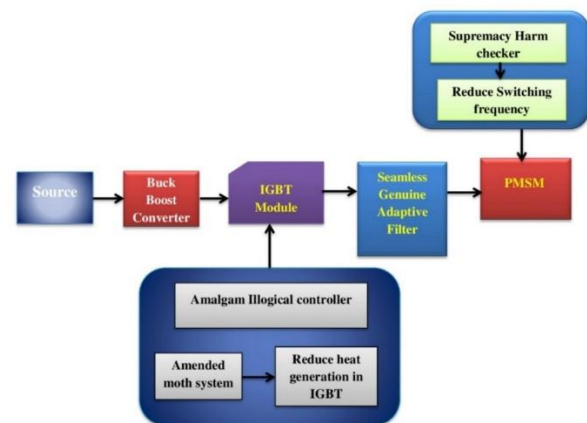 Supremacy Harm
checker
Reduce Switching
frequency
Source
Buck
Boost
Converter
IGBT
Module
Seamless
Genuine
Adaptive
Filter
PMSM
Amalgam Illogical controller
Amended
moth system
Reduce heat
generation in
IGBT